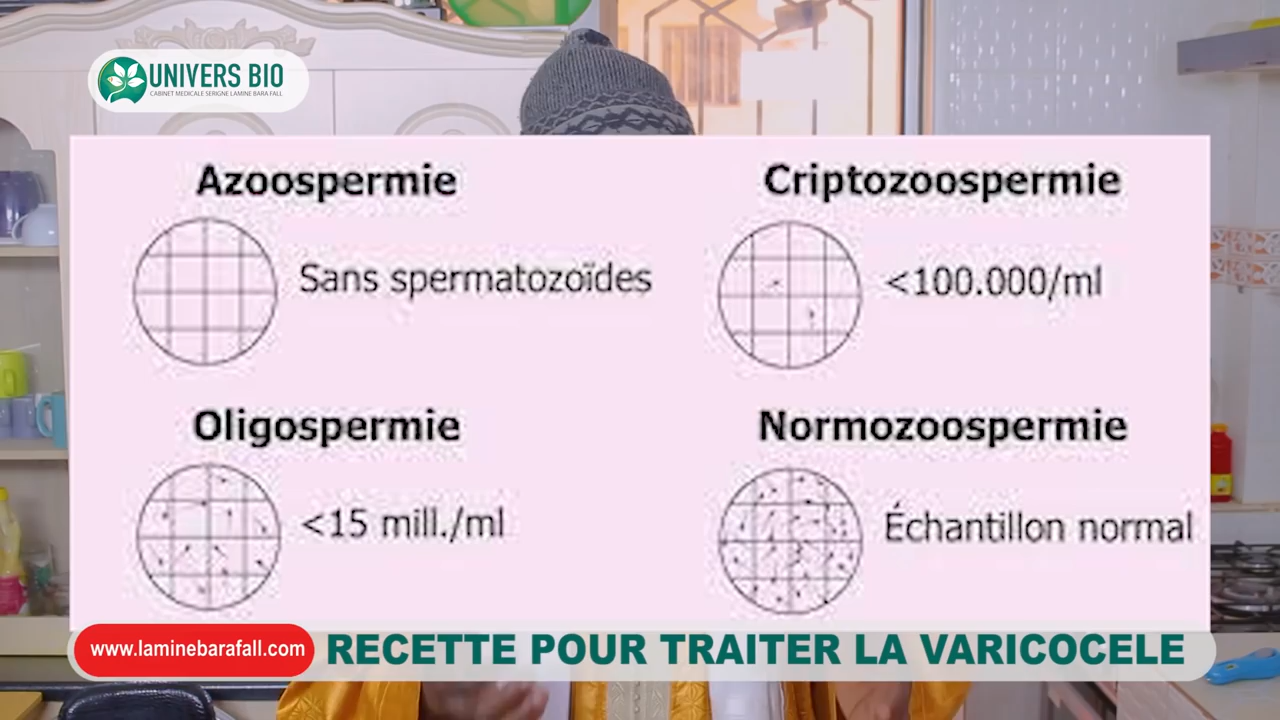 UNIVERS BIO
CABINET MEDICALE SERIGNE LAMINE BARA FALL
Azoospermie
Sans spermatozoïdes
Criptozoospermie
<100.000/ml
Oligospermie
<15 mill./ml
Normozoospermie
Échantillon normal
www.laminebarafall.com
RECETTE POUR TRAITER LA VARICOCELE